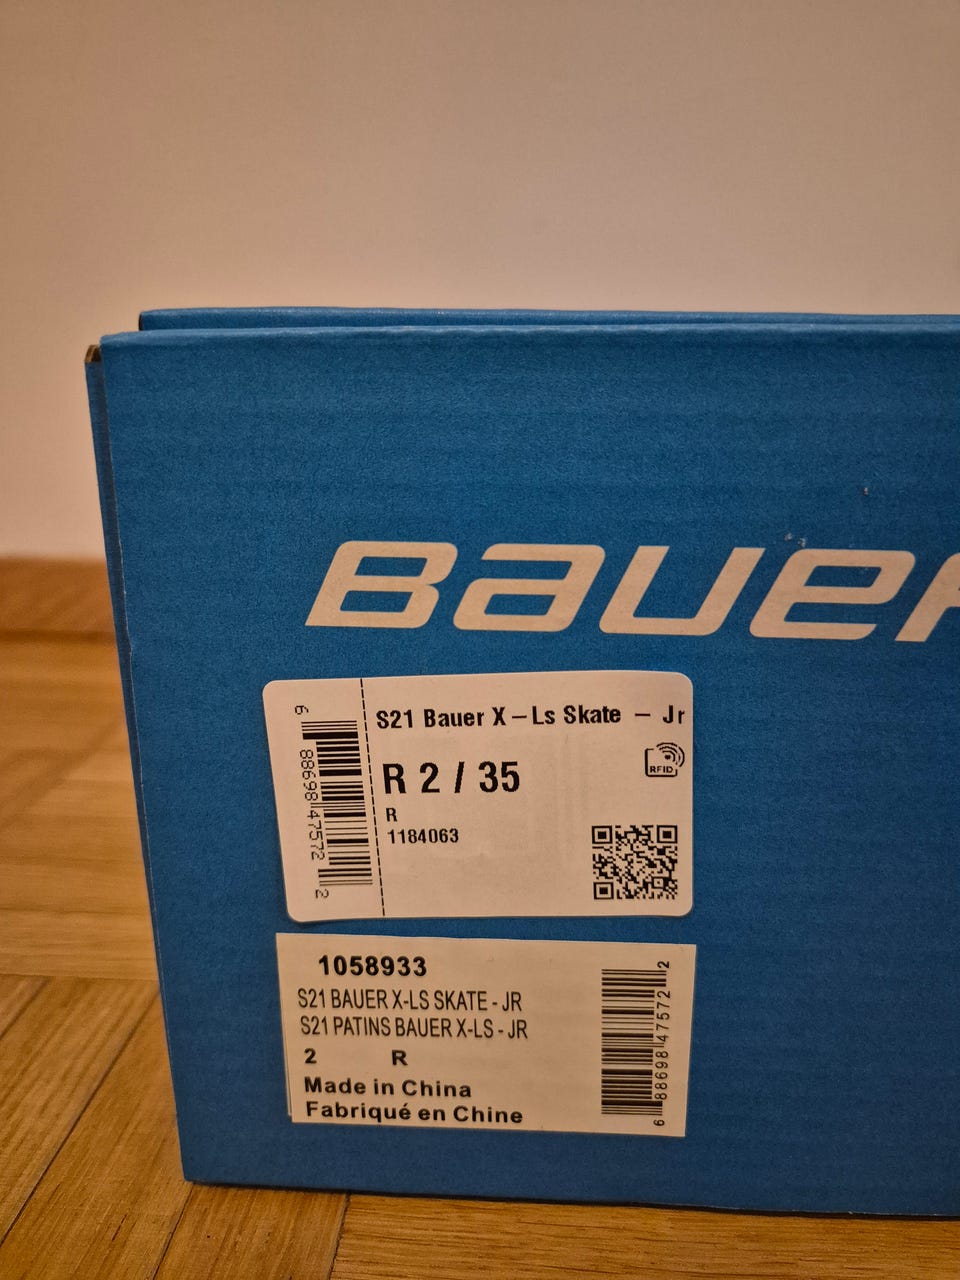 BAUER
S21 Bauer X-Ls Skate - Jr
R 2 / 35
RFID
R
1184063
6 88698 47572 2
1058933
S21 BAUER X-LS SKATE - JR
S21 PATINS BAUER X-LS - JR
2 R
Made in China
Fabriqué en Chine
6 88698 47572 2